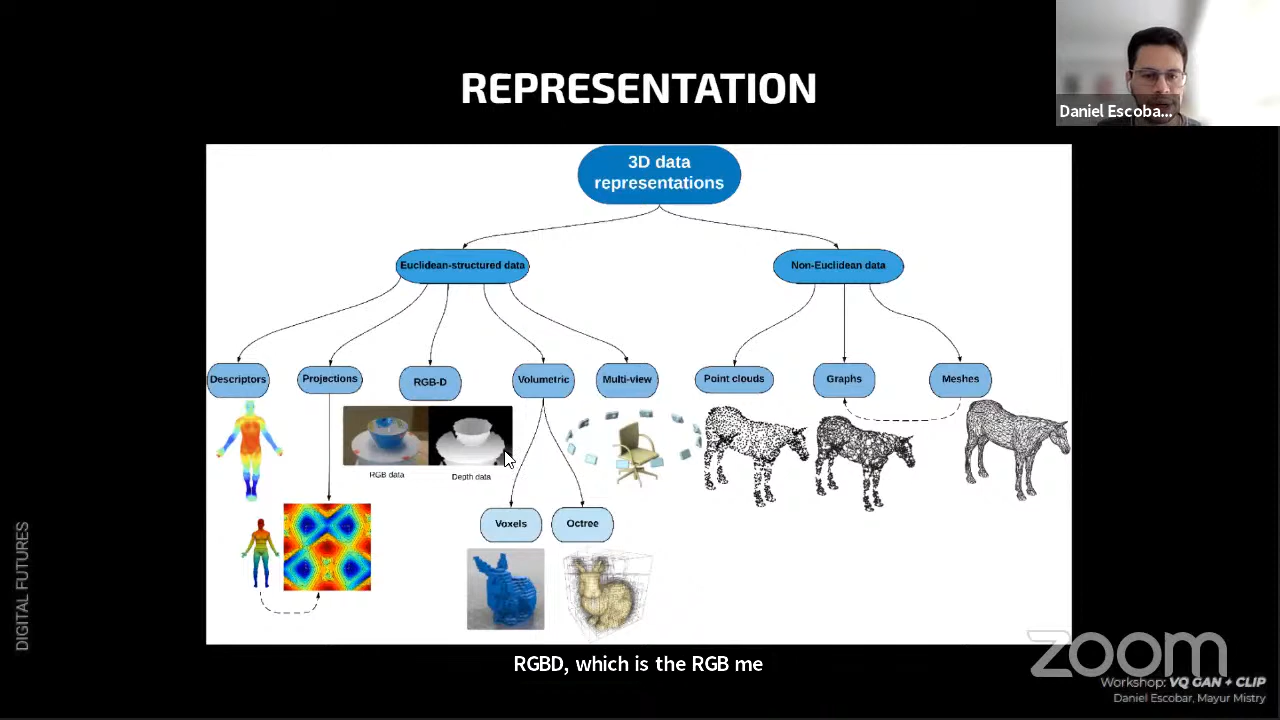 REPRESENTATION
Daniel Escoba...
3D data
representations
Euclidean-structured data
Non-Euclidean data
Descriptors
Projections
RGB-D
Volumetric
Multi-view
Point clouds
Graphs
Meshes
RGB data
Depth data
Voxels
Octree
DIGITAL FUTURES
RGBD, which is the RGB me
zoom
Workshop: VQ GAN + CLIP
Daniel Escobar, Mayur Mistry